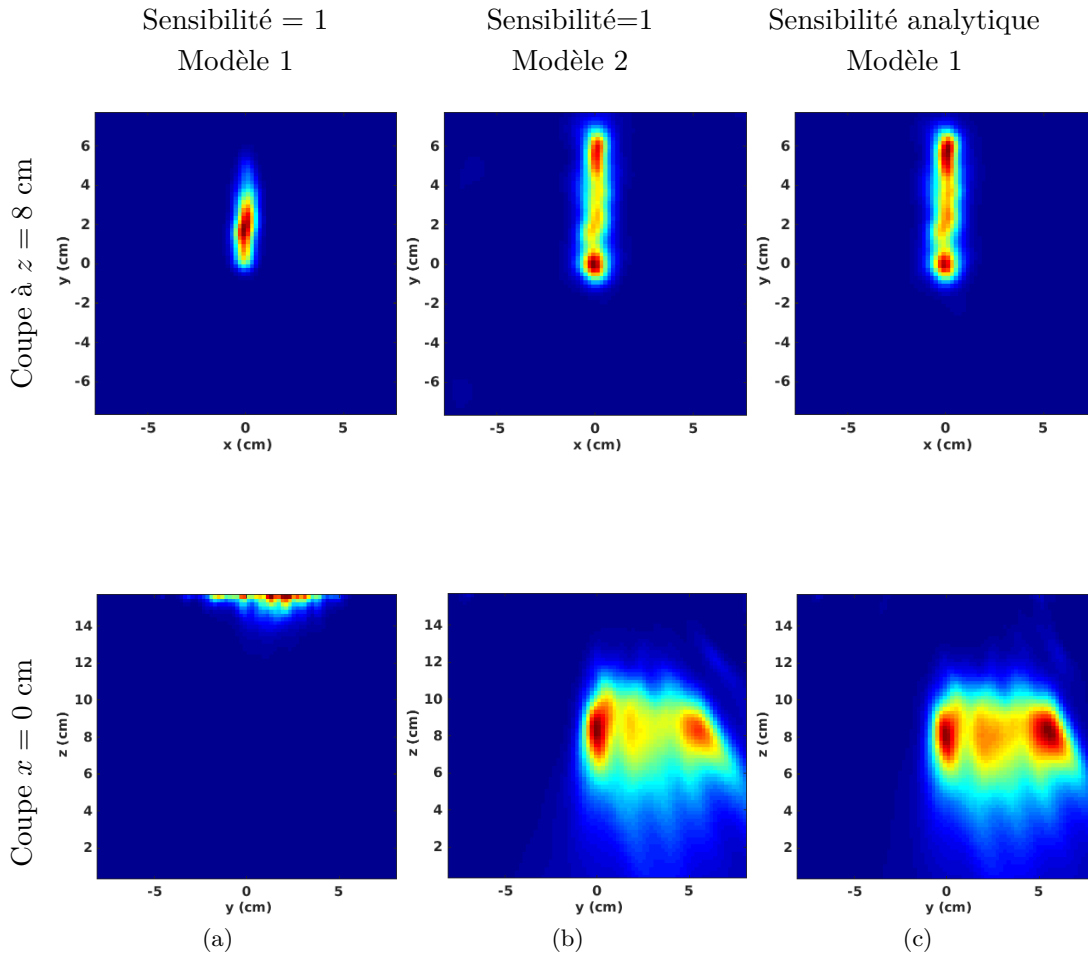 Sensibilité = 1
Modèle 1
Sensibilité=1
Modèle 2
Sensibilité analytique
Modèle 1
Coupe à z = 8 cm
6
4
2
0
-2
-4
-6
y (cm)
-5
0
5
x (cm)
6
4
2
0
-2
-4
-6
y (cm)
-5
0
5
x (cm)
6
4
2
0
-2
-4
-6
y (cm)
-5
0
5
x (cm)
Coupe x = 0 cm
14
12
10
8
6
4
2
z (cm)
-5
0
5
y (cm)
14
12
10
8
6
4
2
z (cm)
-5
0
5
y (cm)
14
12
10
8
6
4
2
z (cm)
-5
0
5
y (cm)
(a)
(b)
(c)